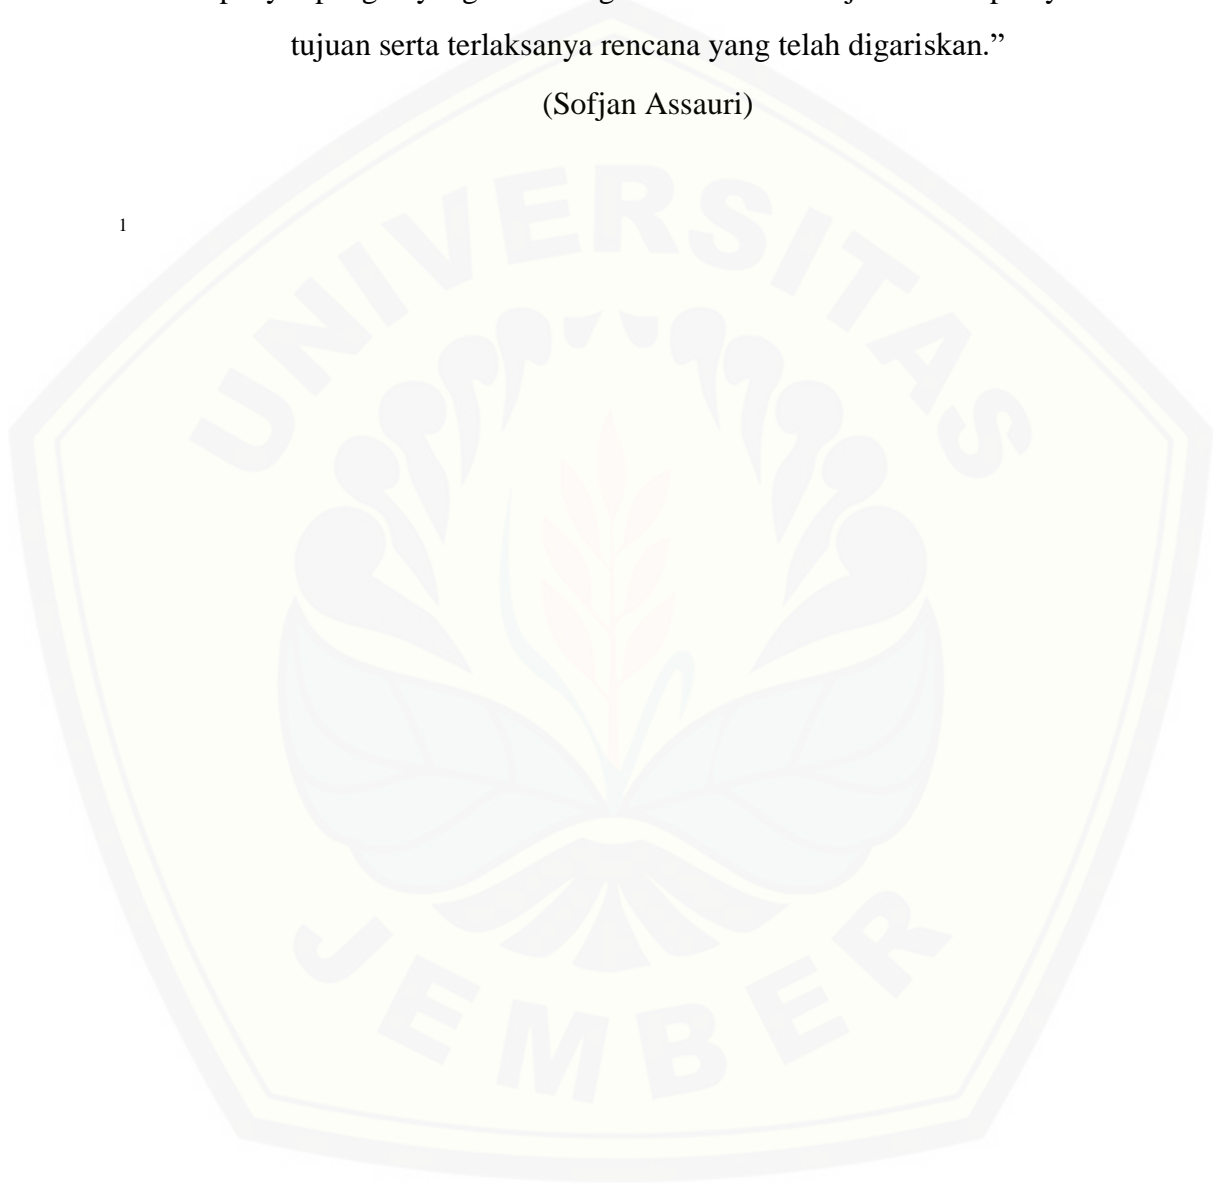 tujuan serta terlaksanya rencana yang telah digariskan.”
(Sofjan Assauri)
1
UNIVERSITAS
JEMBER